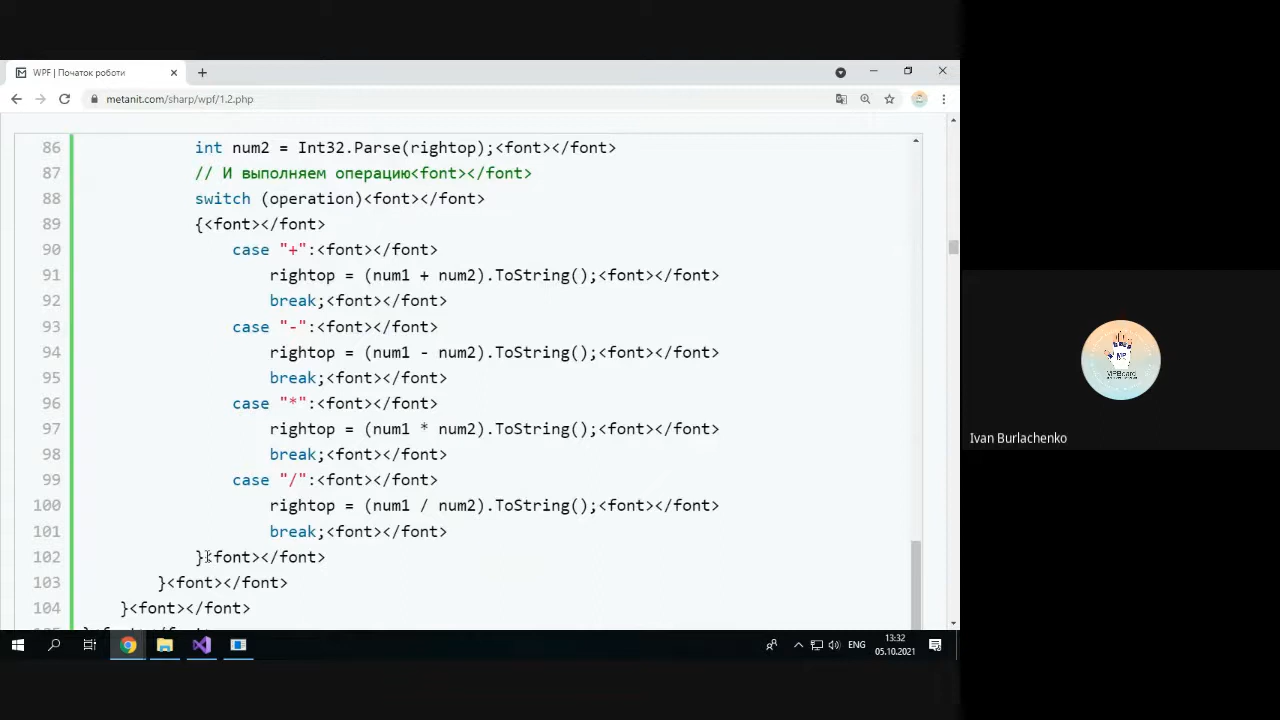 WPF | Початок роботи
metanit.com/sharp/wpf/1.2.php
86 int num2 = Int32.Parse(rightop);<font></font>
87 // И выполняем операцию<font></font>
88 switch (operation)<font></font>
89 {<font></font>
90 case "+":<font></font>
91 rightop = (num1 + num2).ToString();<font></font>
92 break;<font></font>
93 case "-":<font></font>
94 rightop = (num1 - num2).ToString();<font></font>
95 break;<font></font>
96 case "*":<font></font>
97 rightop = (num1 * num2).ToString();<font></font>
98 break;<font></font>
99 case "/":<font></font>
100 rightop = (num1 / num2).ToString();<font></font>
101 break;<font></font>
102 }<font></font>
103 }<font></font>
104 }<font></font>
MPBoard
Ivan Burlachenko
ENG
13:32
05.10.2021